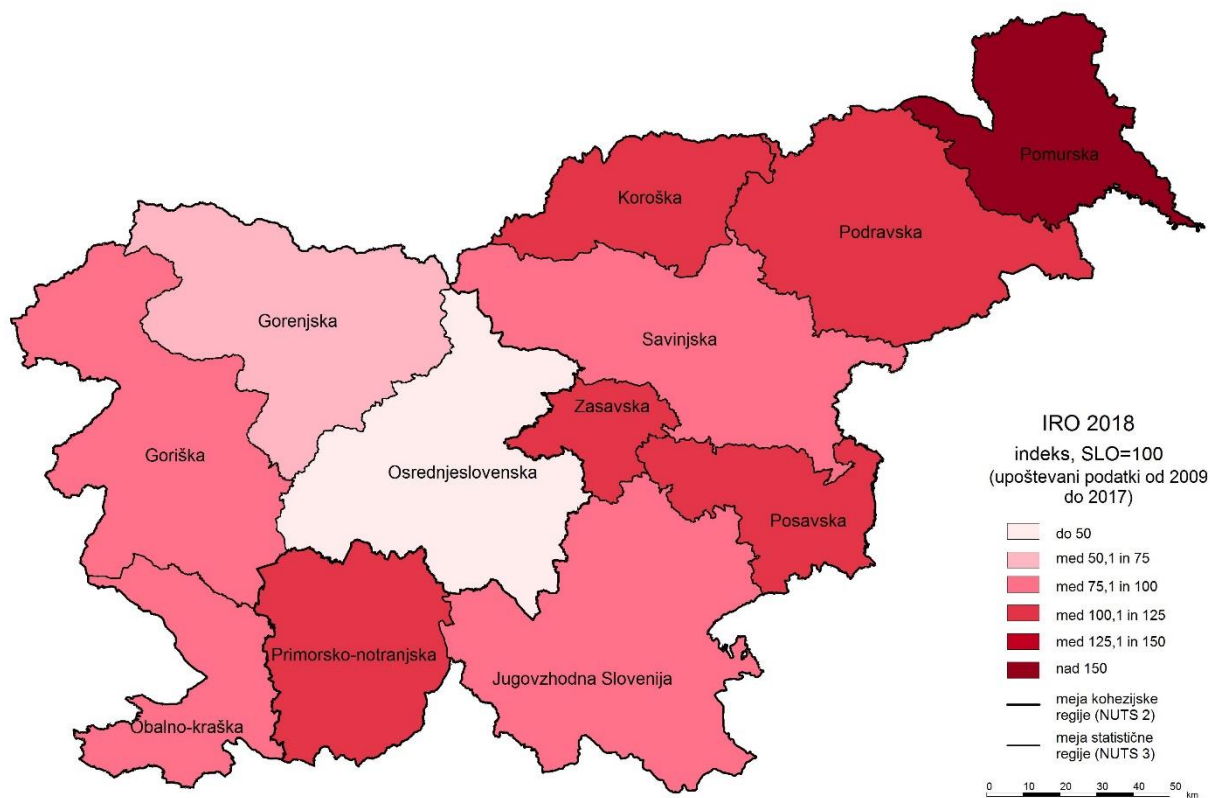 Pomurska
Koroška
Podravska
Gorenjska
Savinjska
Zasavska
Goriška
Osrednjeslovenska
Posavska
Primorsko-notranjska
Jugovzhodna Slovenija
Obalno-kraška
IRO 2018
indeks, SLO=100
(upoštevani podatki od 2009
do 2017)
do 50
med 50,1 in 75
med 75,1 in 100
med 100,1 in 125
med 125,1 in 150
nad 150
meja kohezijske
regije (NUTS 2)
meja statistične
regije (NUTS 3)
0 10 20 30 40 50
km